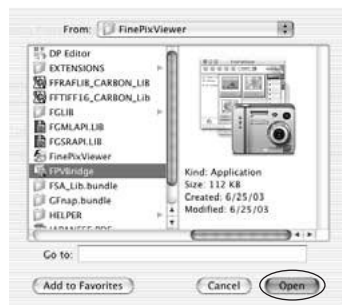 From: FinePixViewer
DP Editor
EXTENSIONS
FFRAFLIB_CARBON_LIB
FFTIFF16_CARBON_Lib
FGLIB
FGMLAPI.LIB
FGSRAPI.LIB
FinePixViewer
FPVBridge
FSA_Lib.bundle
GFnap.bundle
HELPER
Kind: Application
Size: 112 KB
Created: 6/25/03
Modified: 6/25/03
Go to:
Add to Favorites Cancel Open